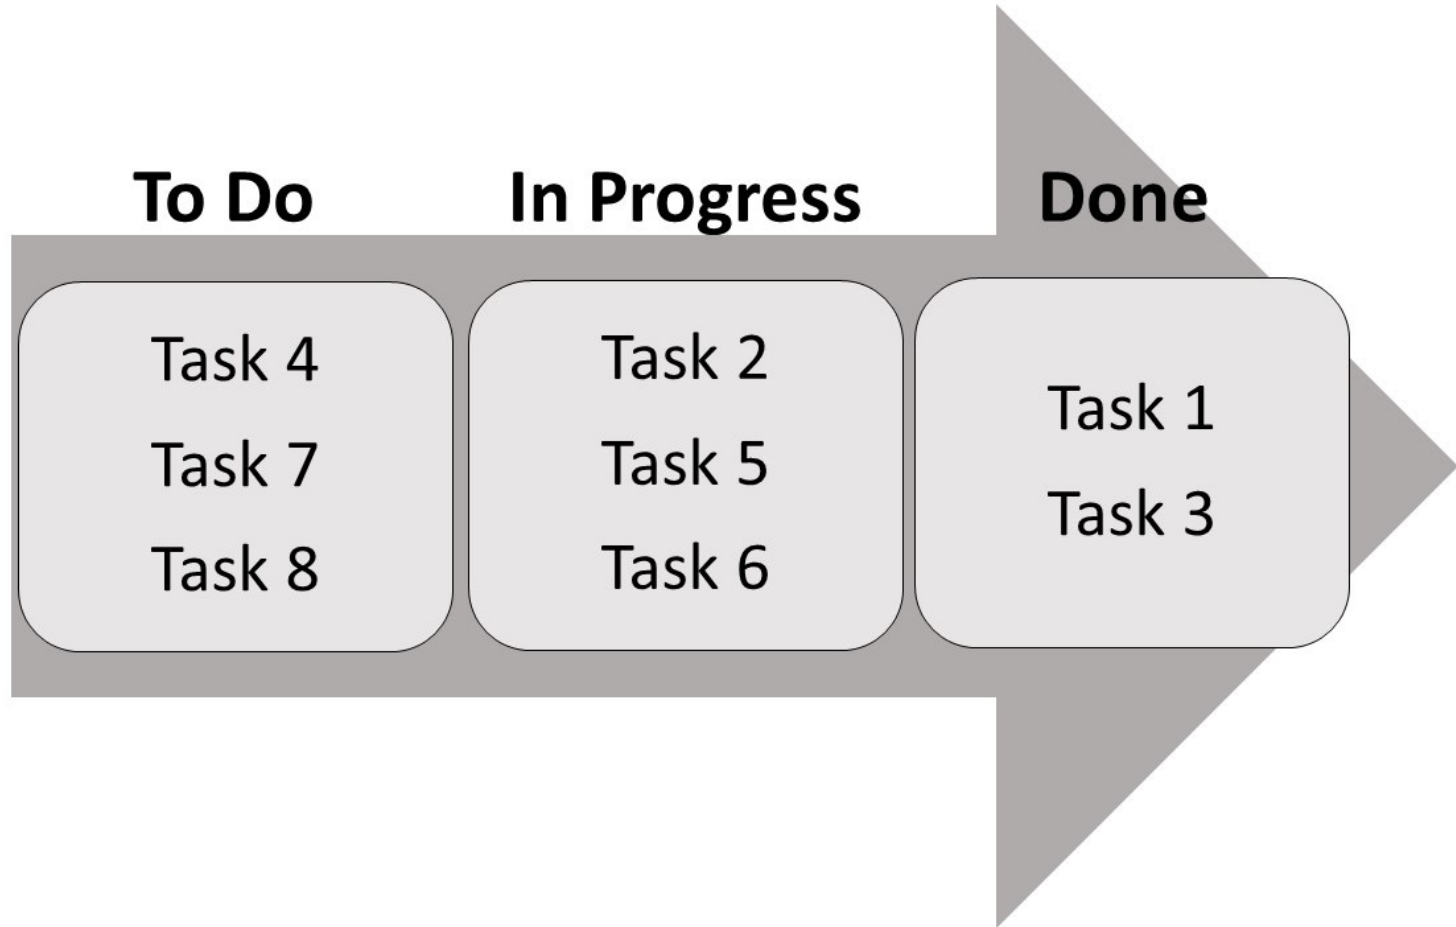 To Do
Task 4
Task 7
Task 8
In Progress
Task 2
Task 5
Task 6
Done
Task 1
Task 3